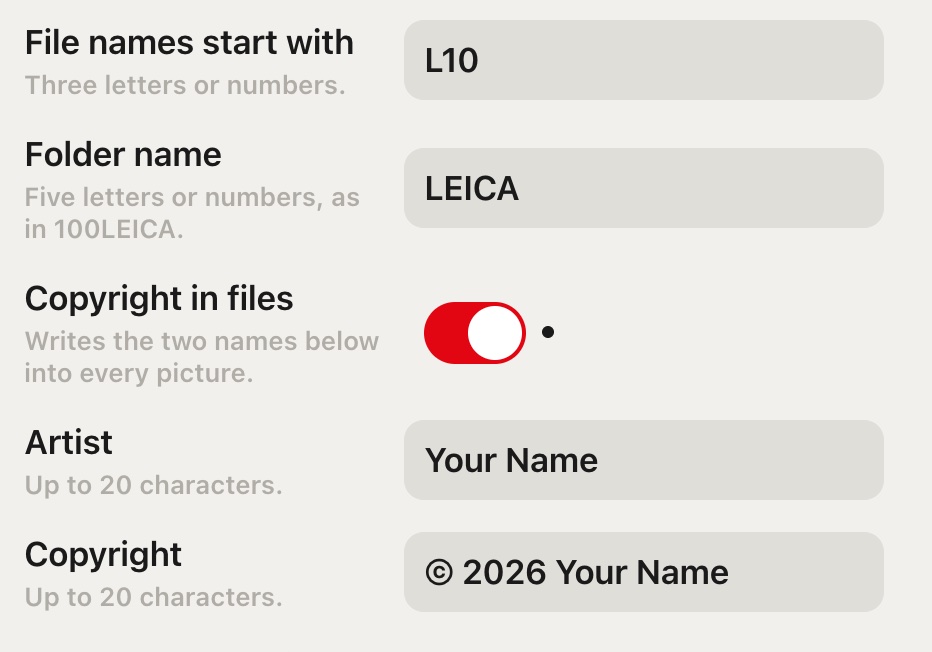 File names start with
L10
Three letters or numbers.
Folder name
LEICA
Five letters or numbers, as
in 100LEICA.
Copyright in files
Writes the two names below
into every picture.
Artist
Your Name
Up to 20 characters.
Copyright
© 2026 Your Name
Up to 20 characters.